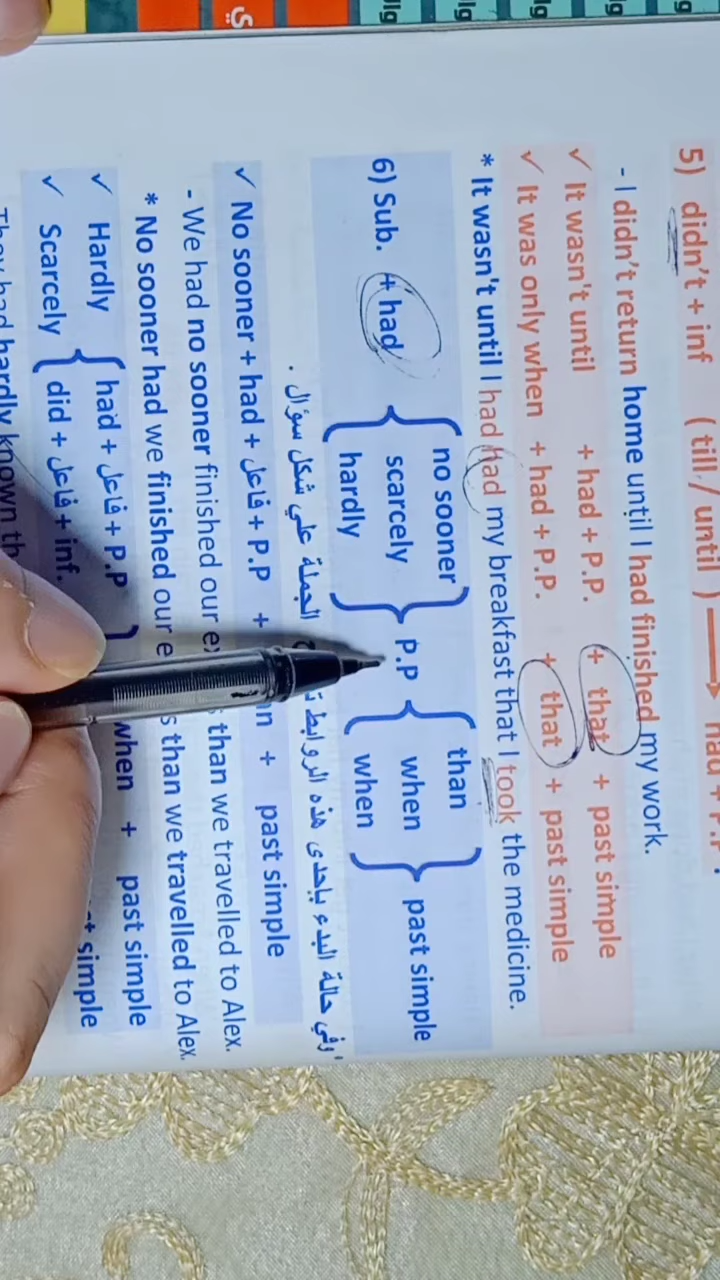 5) didn't + inf ( till / until )
- I didn't return home until I had finished my work.
✓ It wasn't until + had + P.P. + that + past simple
✓ It was only when + had + P.P. + that + past simple
* It wasn't until I had had my breakfast that I took the medicine.
no sooner than
6) Sub. + had scarcely P.P when past simple
hardly when
وفي حالة البدء بإحدى هذه الروابط الجملة علي شكل سؤال .
✓ No sooner + had + فاعل + P.P + + past simple
- We had no sooner finished our than we travelled to Alex.
* No sooner had we finished our than we travelled to Alex.
✓ Hardly had + فاعل + P.P when + past simple
✓ Scarcely did + فاعل + inf. simple
They had hardly known
ي